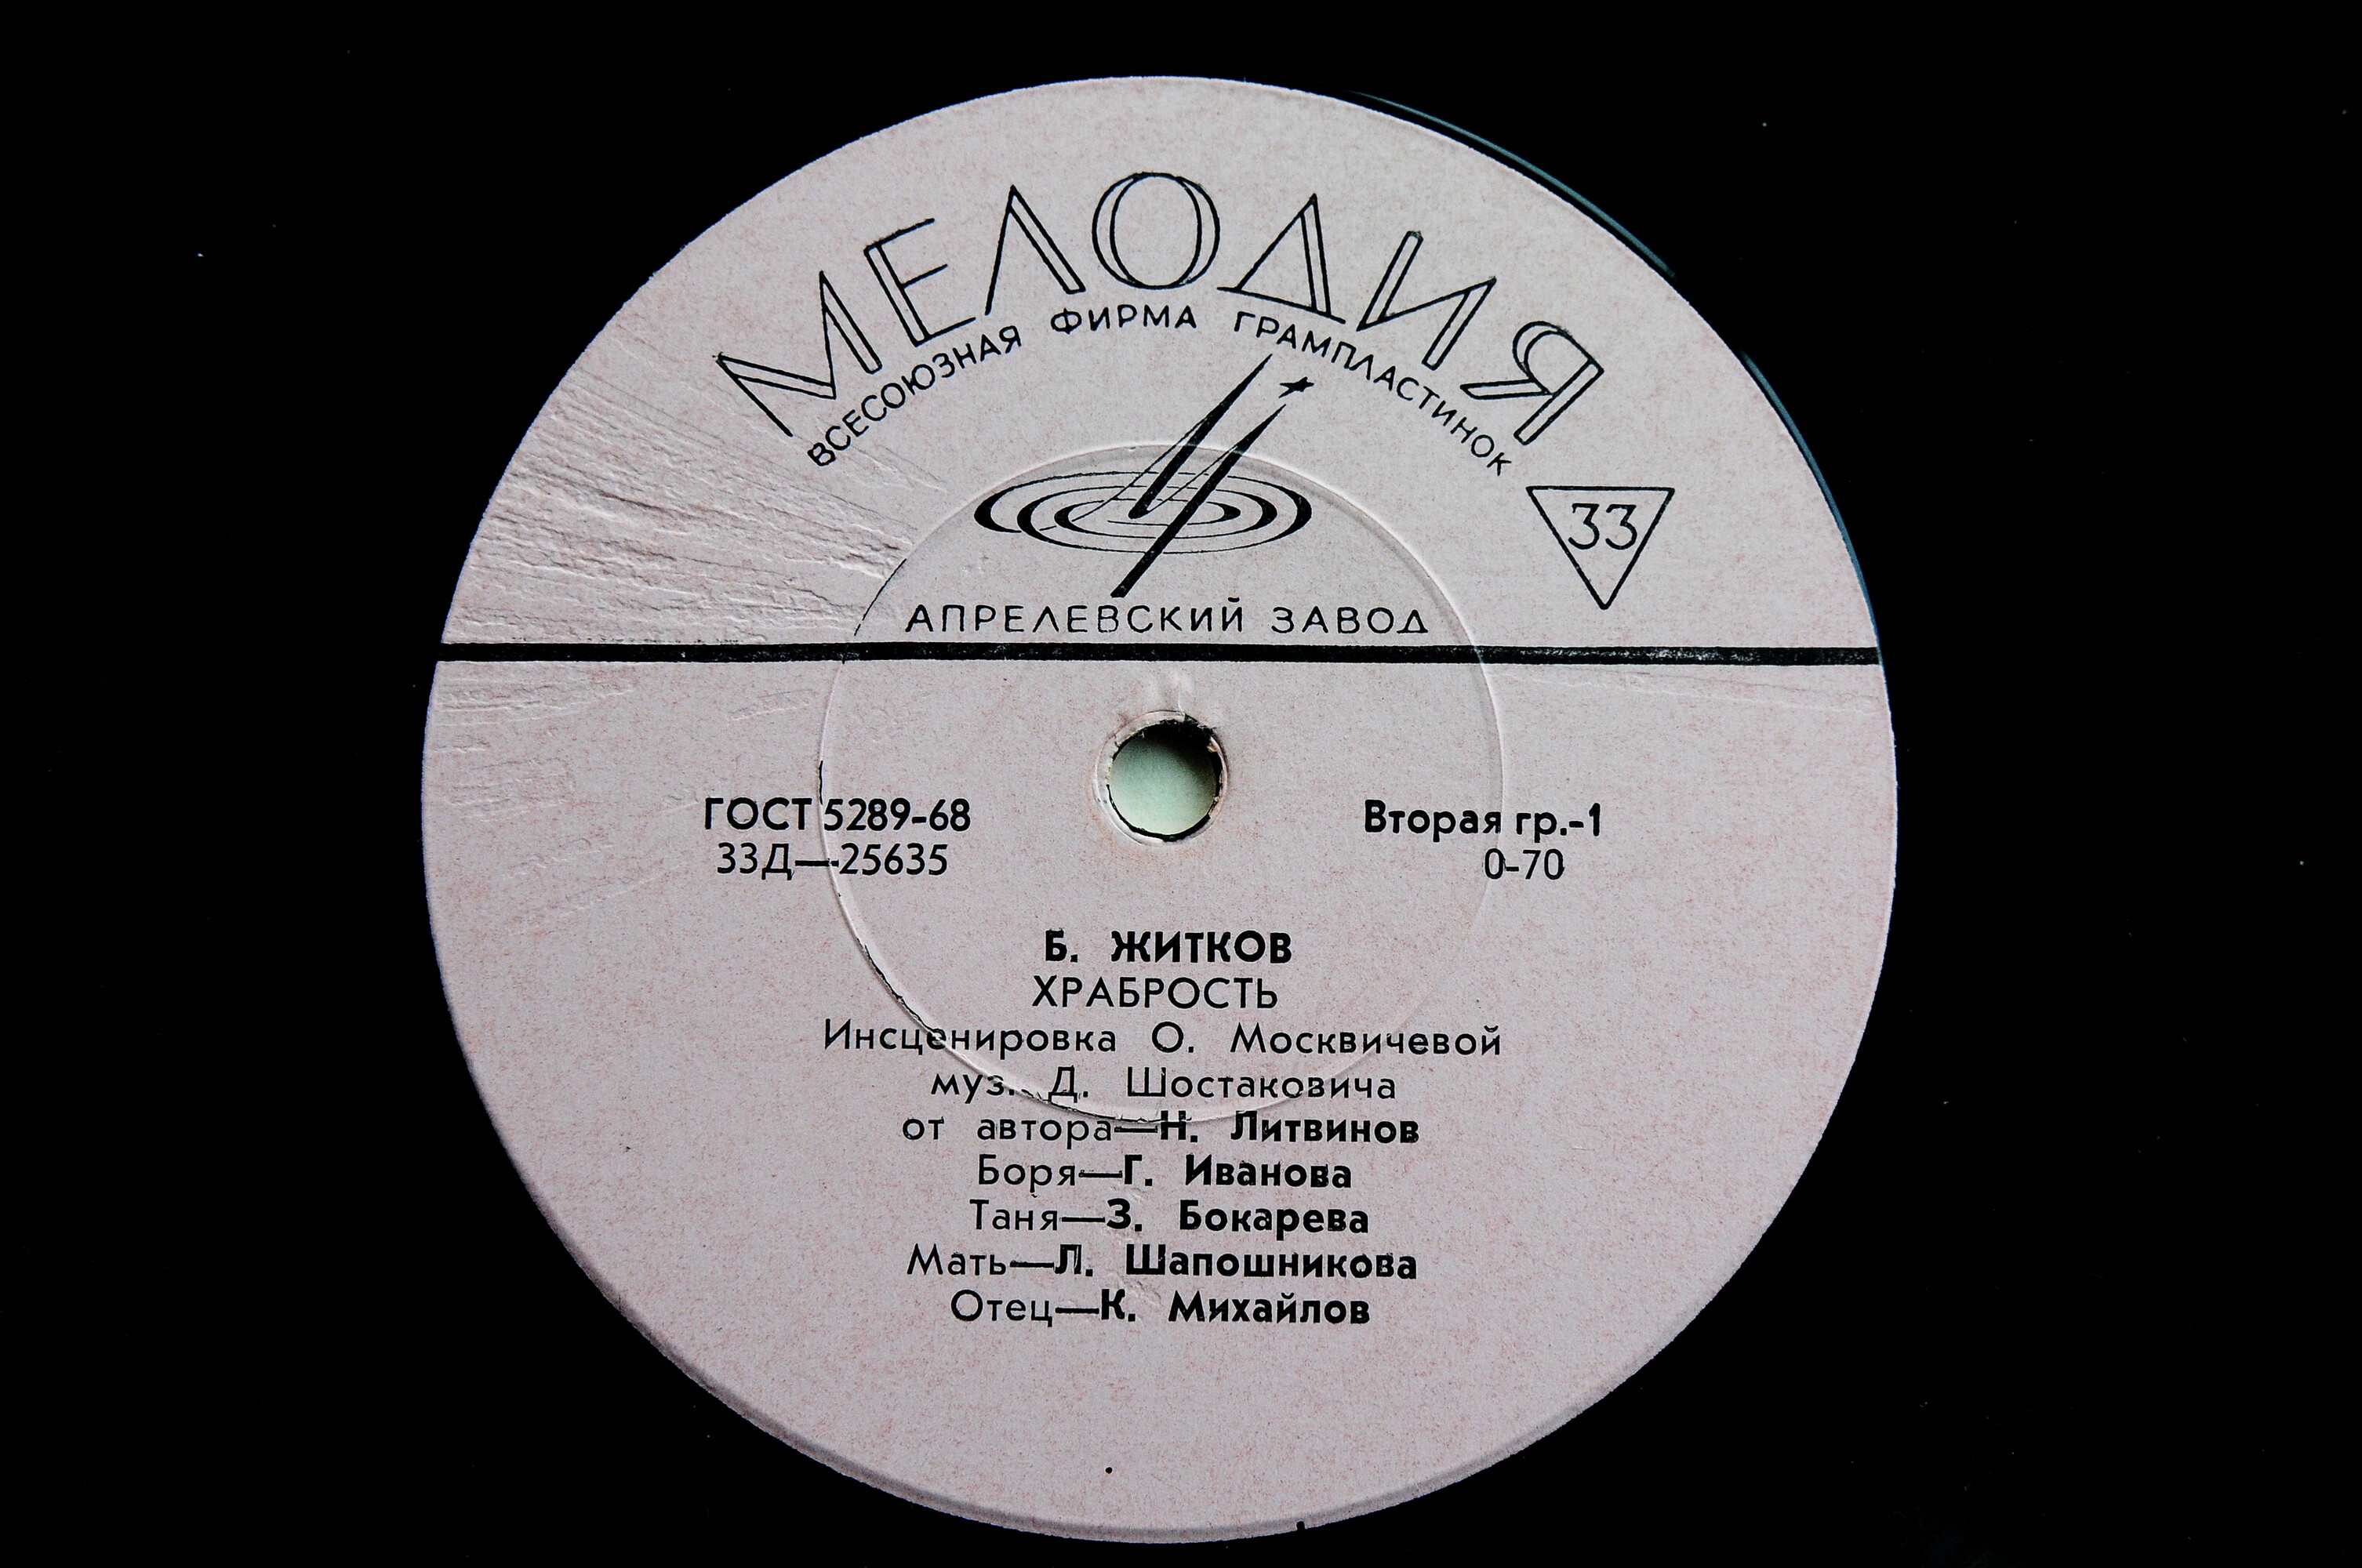 МЕЛОДИЯ
ВСЕСОЮЗНАЯ ФИРМА ГРАМПЛАСТИНОК
33
АПРЕЛЕВСКИЙ ЗАВОД
ГОСТ 5289-68
Вторая гр.-1
33Д—25635
0-70
Б. ЖИТКОВ
ХРАБРОСТЬ
Инсценировка О. Москвичевой
муз. Д. Шостаковича
от автора—Н. Литвинов
Боря—Г. Иванова
Таня—З. Бокарева
Мать—Л. Шапошникова
Отец—К. Михайлов